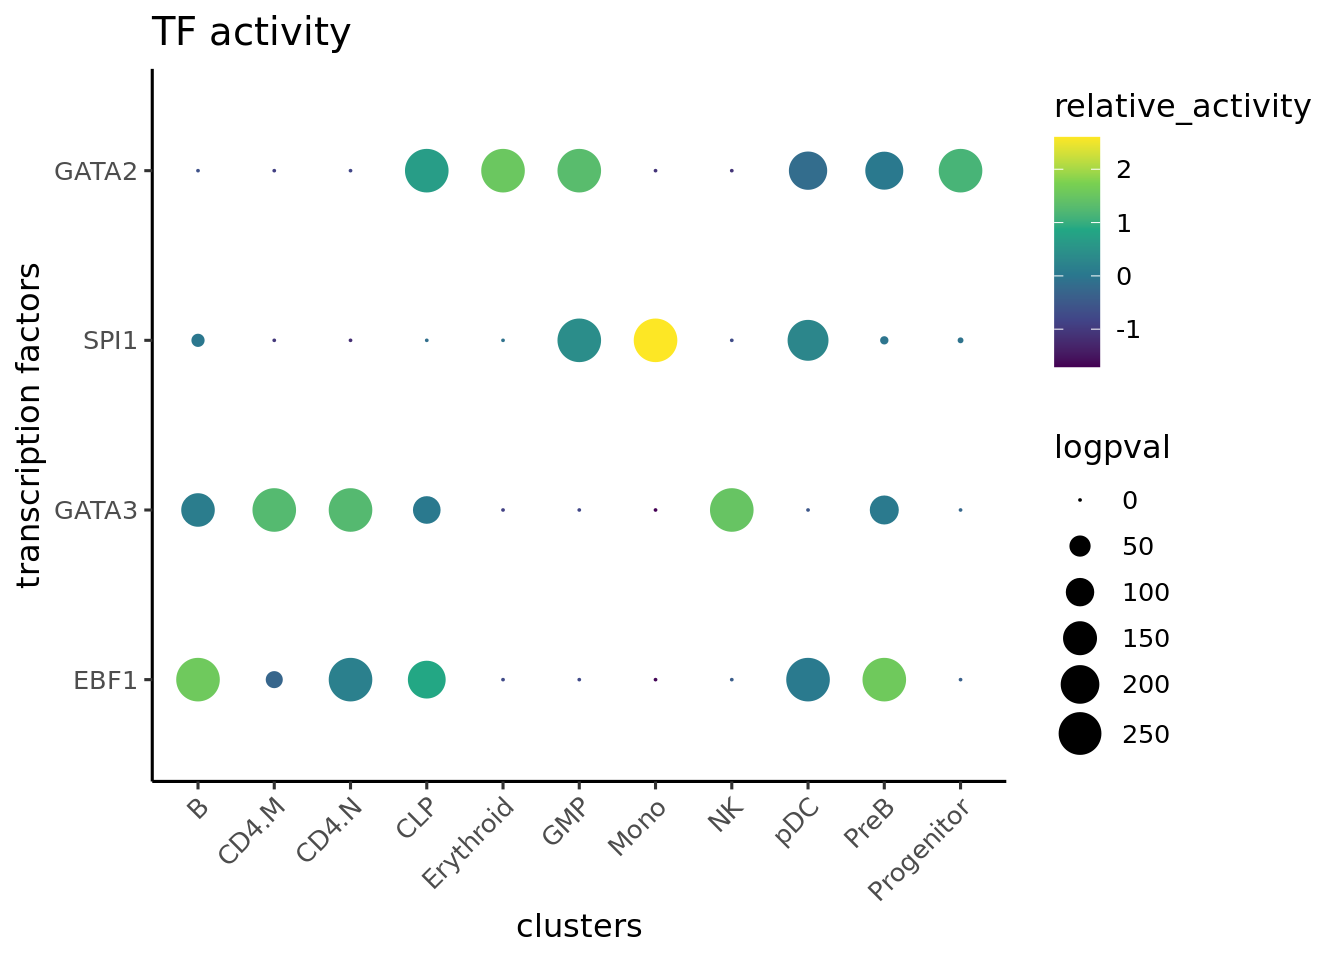 TF activity
transcription factors
GATA2
SPI1
GATA3
EBF1
B
CD4.M
CD4.N
CLP
Erythroid
GMP
Mono
NK
pDC
PreB
Progenitor
clusters
relative_activity
2
1
0
-1
logpval
0
50
100
150
200
250